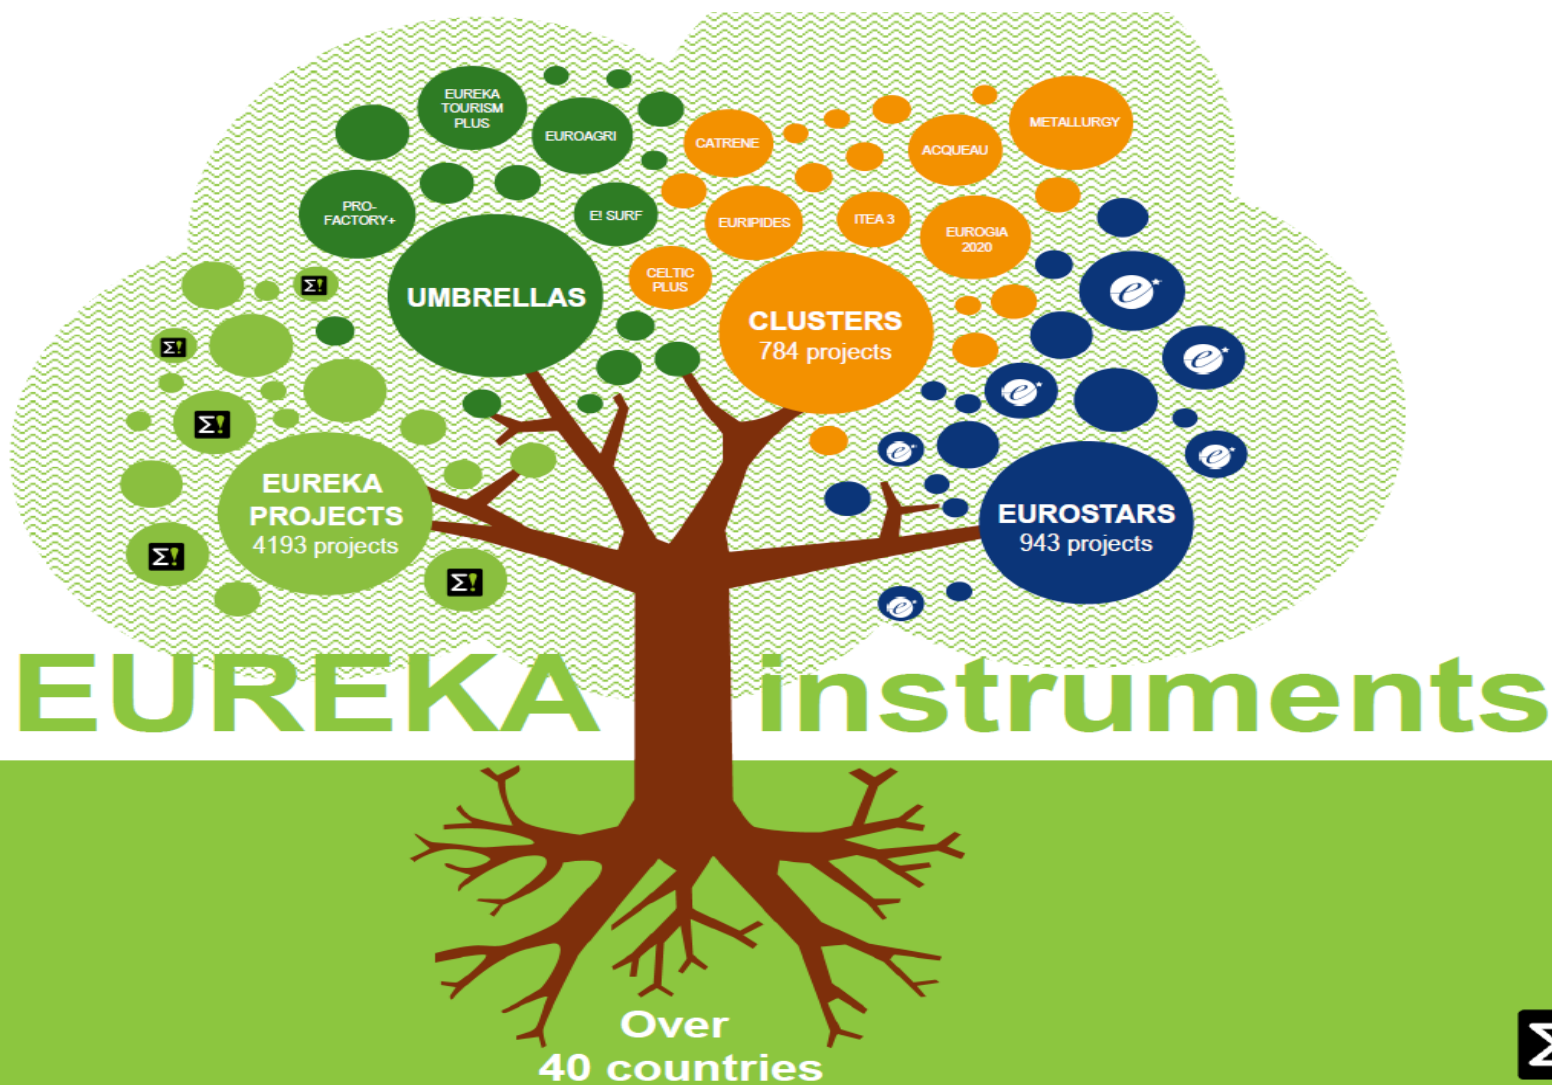 EUREKA
TOURISM
PLUS
EUROAGRI
PRO-
FACTORY+
E! SURF
UMBRELLAS
CATRENE
EURIPIDES
CELTIC
PLUS
ITEA 3
ACQUEAU
METALLURGY
EUROGIA
2020
CLUSTERS
784 projects
Σ!
Σ!
Σ!
EUREKA
PROJECTS
4193 projects
Σ!
Σ!
e
e
e
e
e
EUROSTARS
943 projects
e
EUREKA instruments
Over
40 countries
Σ